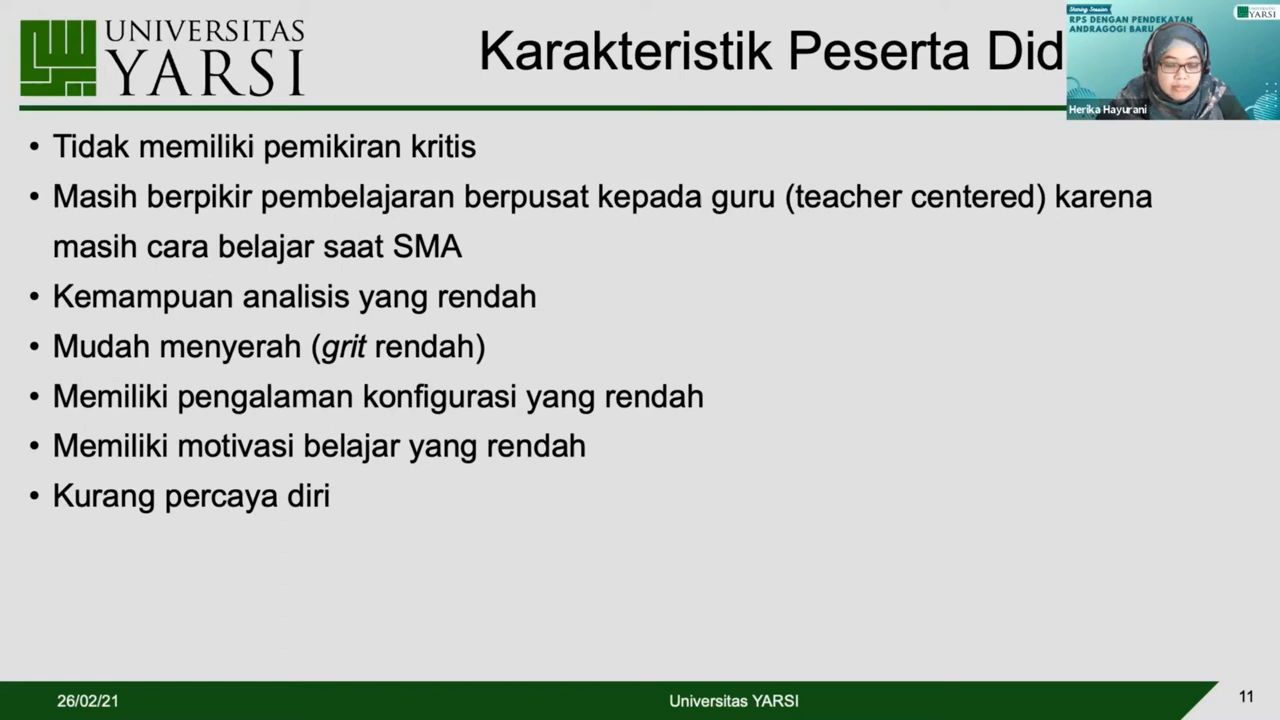 UNIVERSITAS
YARSI
Karakteristik Peserta Did
Sharing Session
RPS DENGAN PENDEKATAN
ANDRAGOGI BARU
YARSI
Herika Hayurani
• Tidak memiliki pemikiran kritis
• Masih berpikir pembelajaran berpusat kepada guru (teacher centered) karena
masih cara belajar saat SMA
• Kemampuan analisis yang rendah
• Mudah menyerah (grit rendah)
• Memiliki pengalaman konfigurasi yang rendah
• Memiliki motivasi belajar yang rendah
• Kurang percaya diri
26/02/21
Universitas YARSI
11